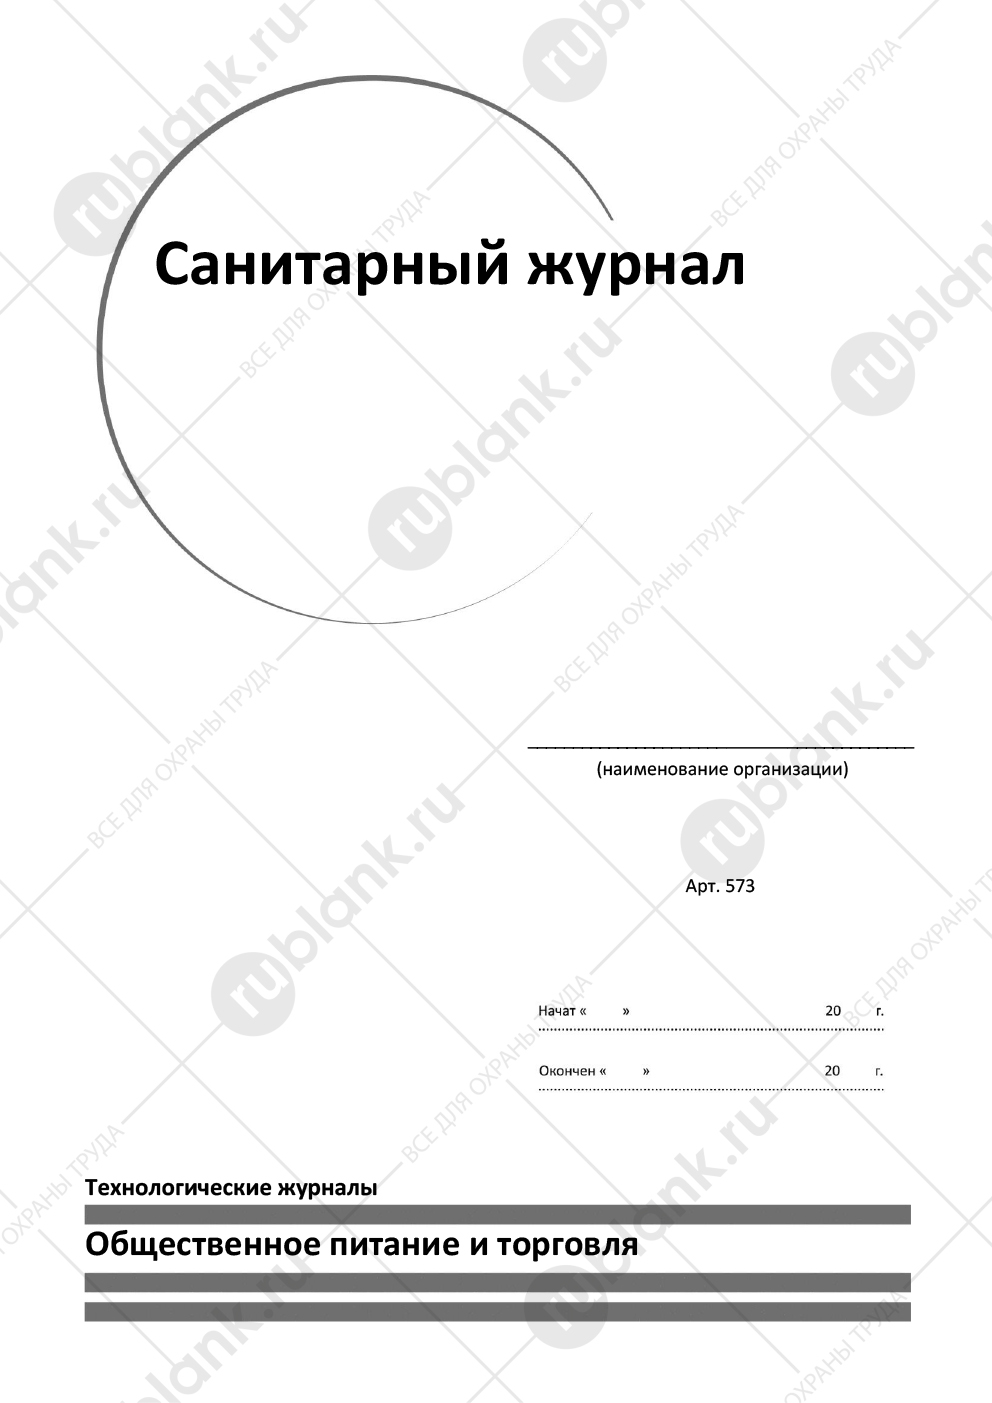 Санитарный журнал
(наименование организации)
Арт. 573
Начат « » 20 г.
Окончен « » 20 г.
Технологические журналы
Общественное питание и торговля
rublank.ru
ВСЕ ДЛЯ ОХРАНЫ ТРУДА